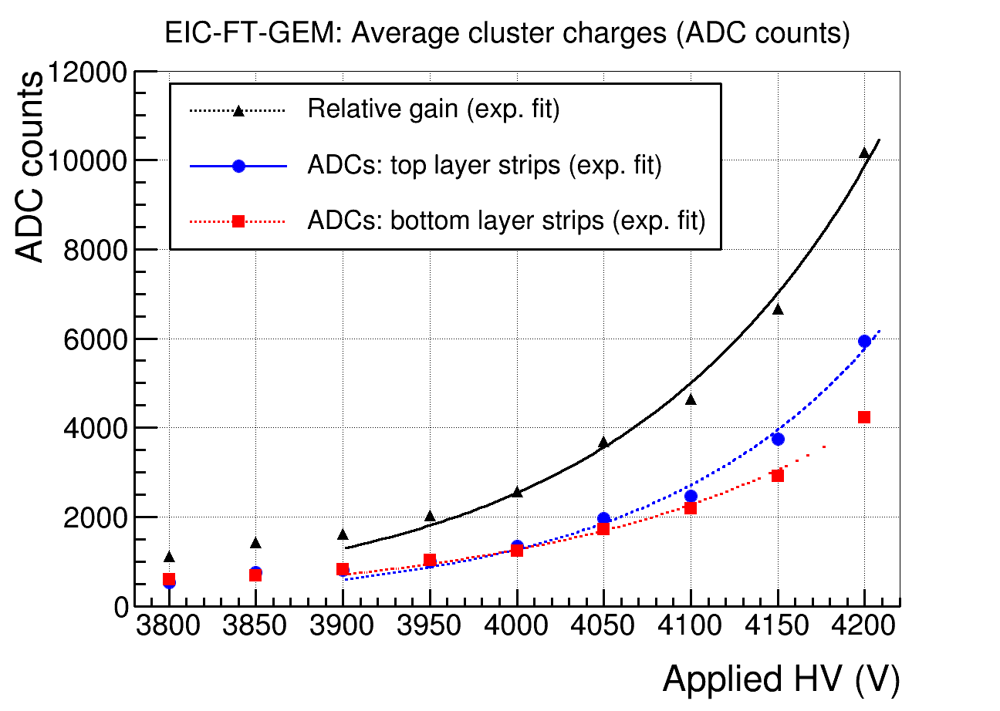 EIC-FT-GEM: Average cluster charges (ADC counts)
ADC counts
12000
10000
8000
6000
4000
2000
0
Relative gain (exp. fit)
ADCs: top layer strips (exp. fit)
ADCs: bottom layer strips (exp. fit)
3800 3850 3900 3950 4000 4050 4100 4150 4200
Applied HV (V)